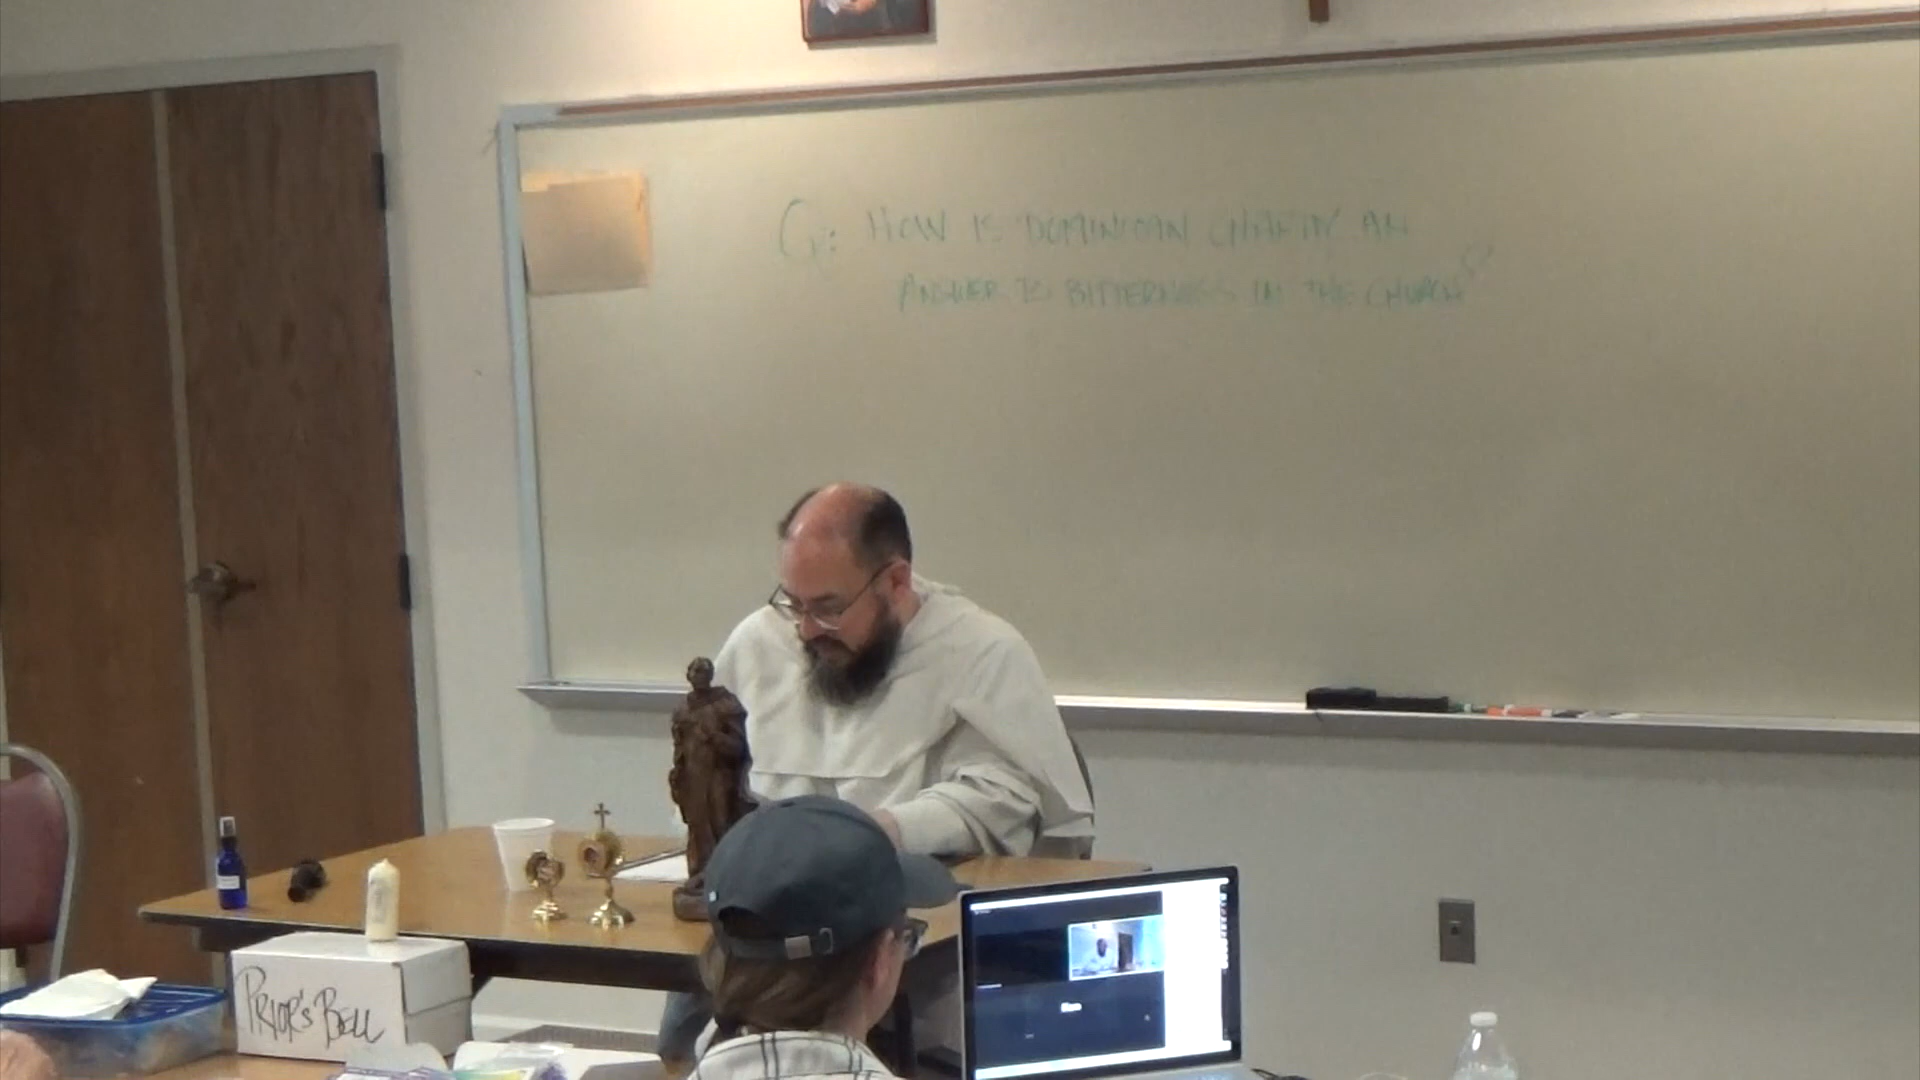 Q: HOW IS DOMINICAN CHARITY AN
ANSWER TO BITTERNESS IN THE CHURCH?
PRIOR'S BELL